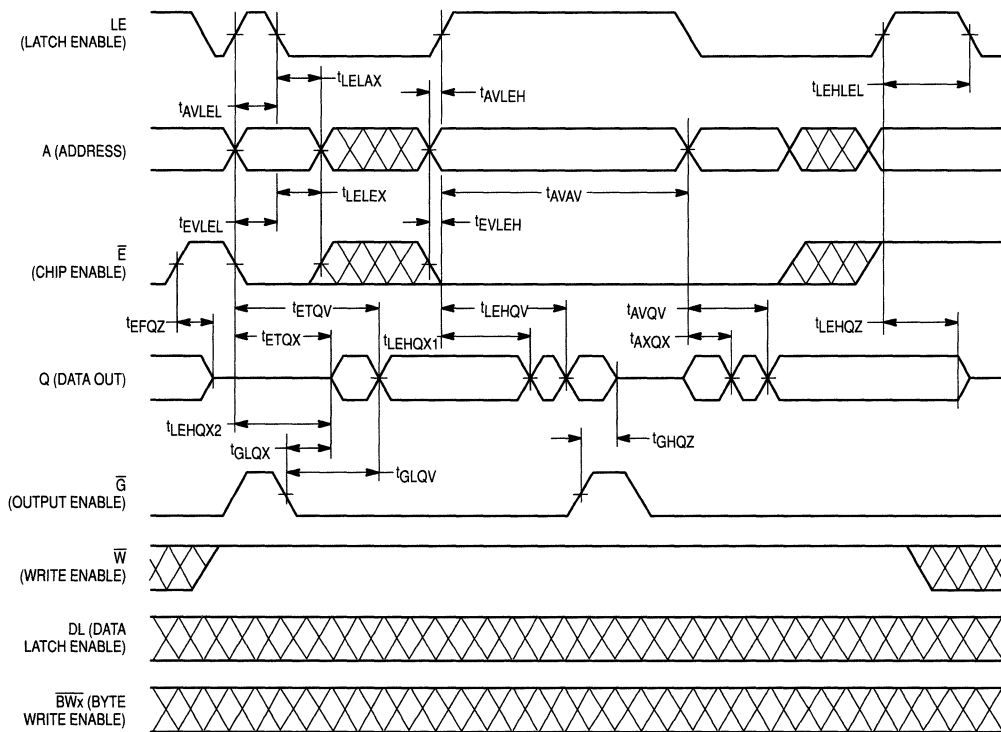 LE
(LATCH ENABLE)
tLELAX
tAVLEH
tLEHLEL
tAVLEL
A (ADDRESS)
tLELEX
tAVAV
tEVLEL
tEVLEH
E̅
(CHIP ENABLE)
tETQV
tLEHQV
tAVQV
tEFQZ
tETQX
tLEHQX1
tAXQX
tLEHQZ
Q (DATA OUT)
tLEHQX2
tGLQX
tGHQZ
tGLQV
G̅
(OUTPUT ENABLE)
W̅
(WRITE ENABLE)
DL (DATA
LATCH ENABLE)
B̅W̅x̅ (BYTE
WRITE ENABLE)